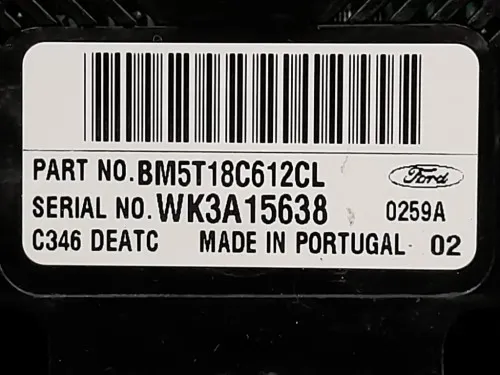 PART NO.BM5T18C612CL
Ford
SERIAL NO.WK3A15638 0259A
C346 DEATC MADE IN PORTUGAL 02